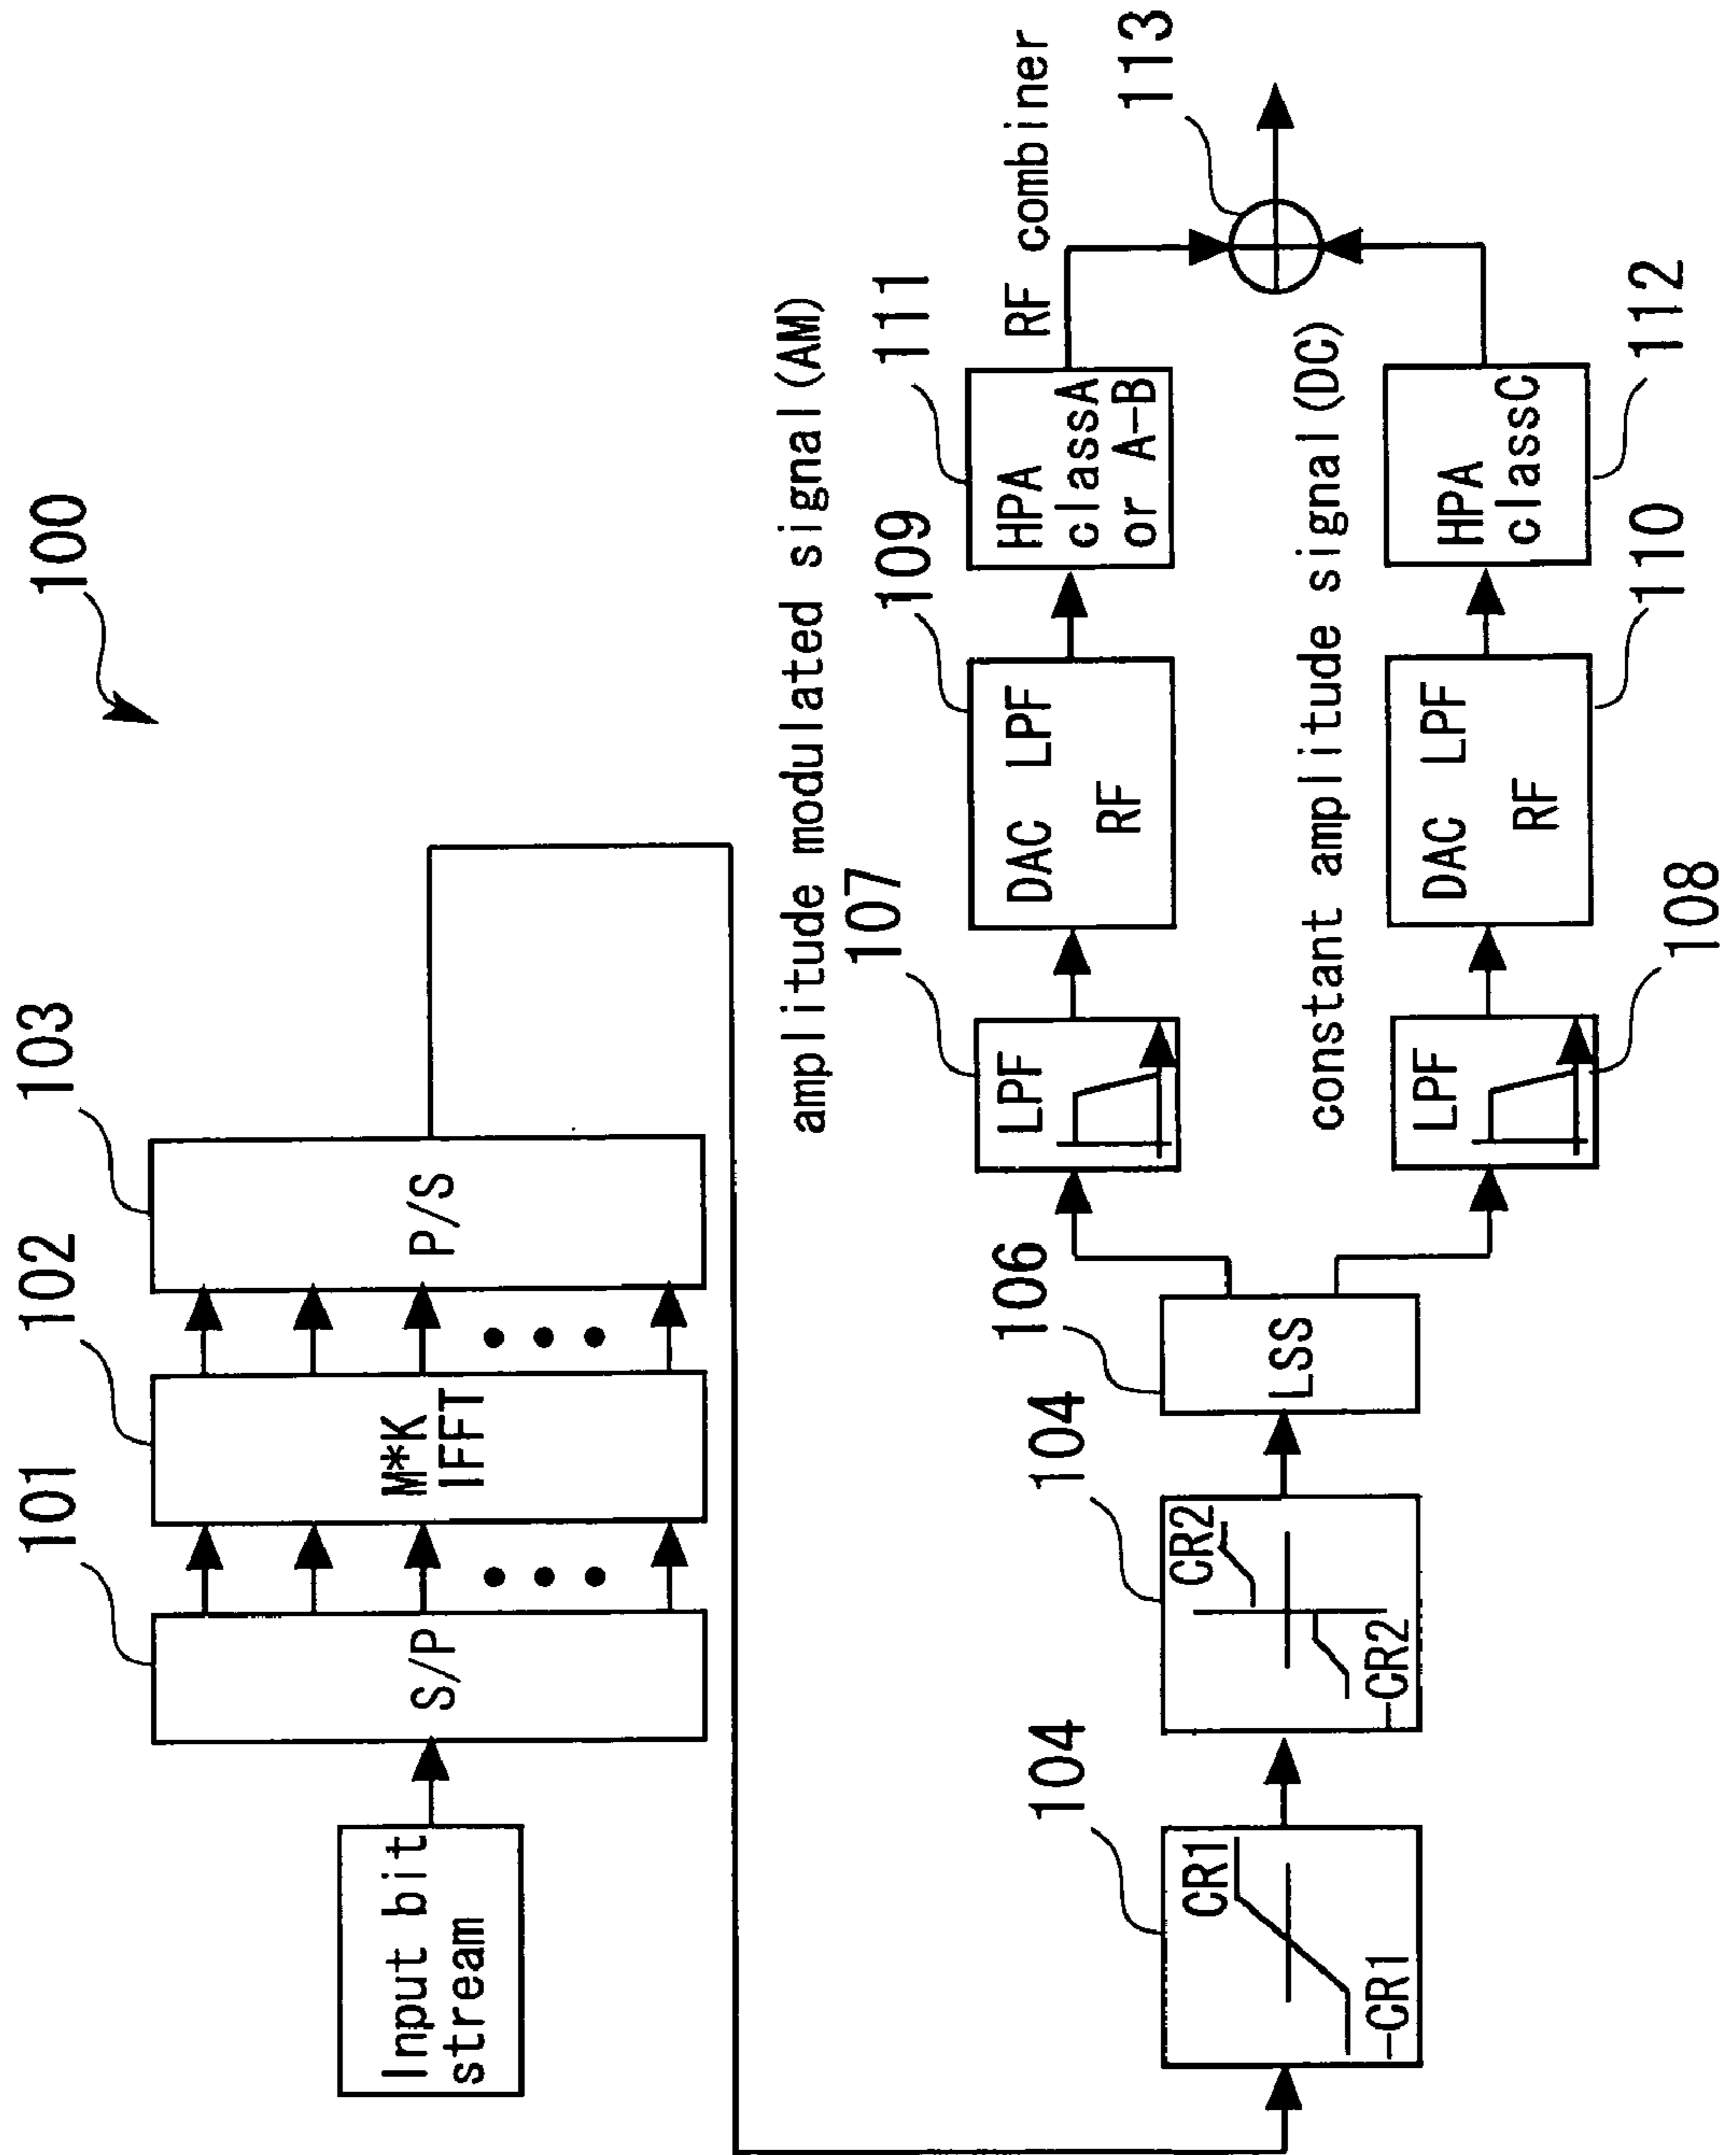 100
101
102
103
Input bit
stream
S/P
M*K
IFFT
P/S
amplitude modulated signal(AM)
107
109
111
RF combiner
113
LPF
DAC LPF
RF
HPA
classA
or A-B
104
104
106
CR1
-CR1
CR2
-CR2
LSS
constant amplitude signal(DC)
LPF
DAC LPF
RF
HPA
classC
108
110
112